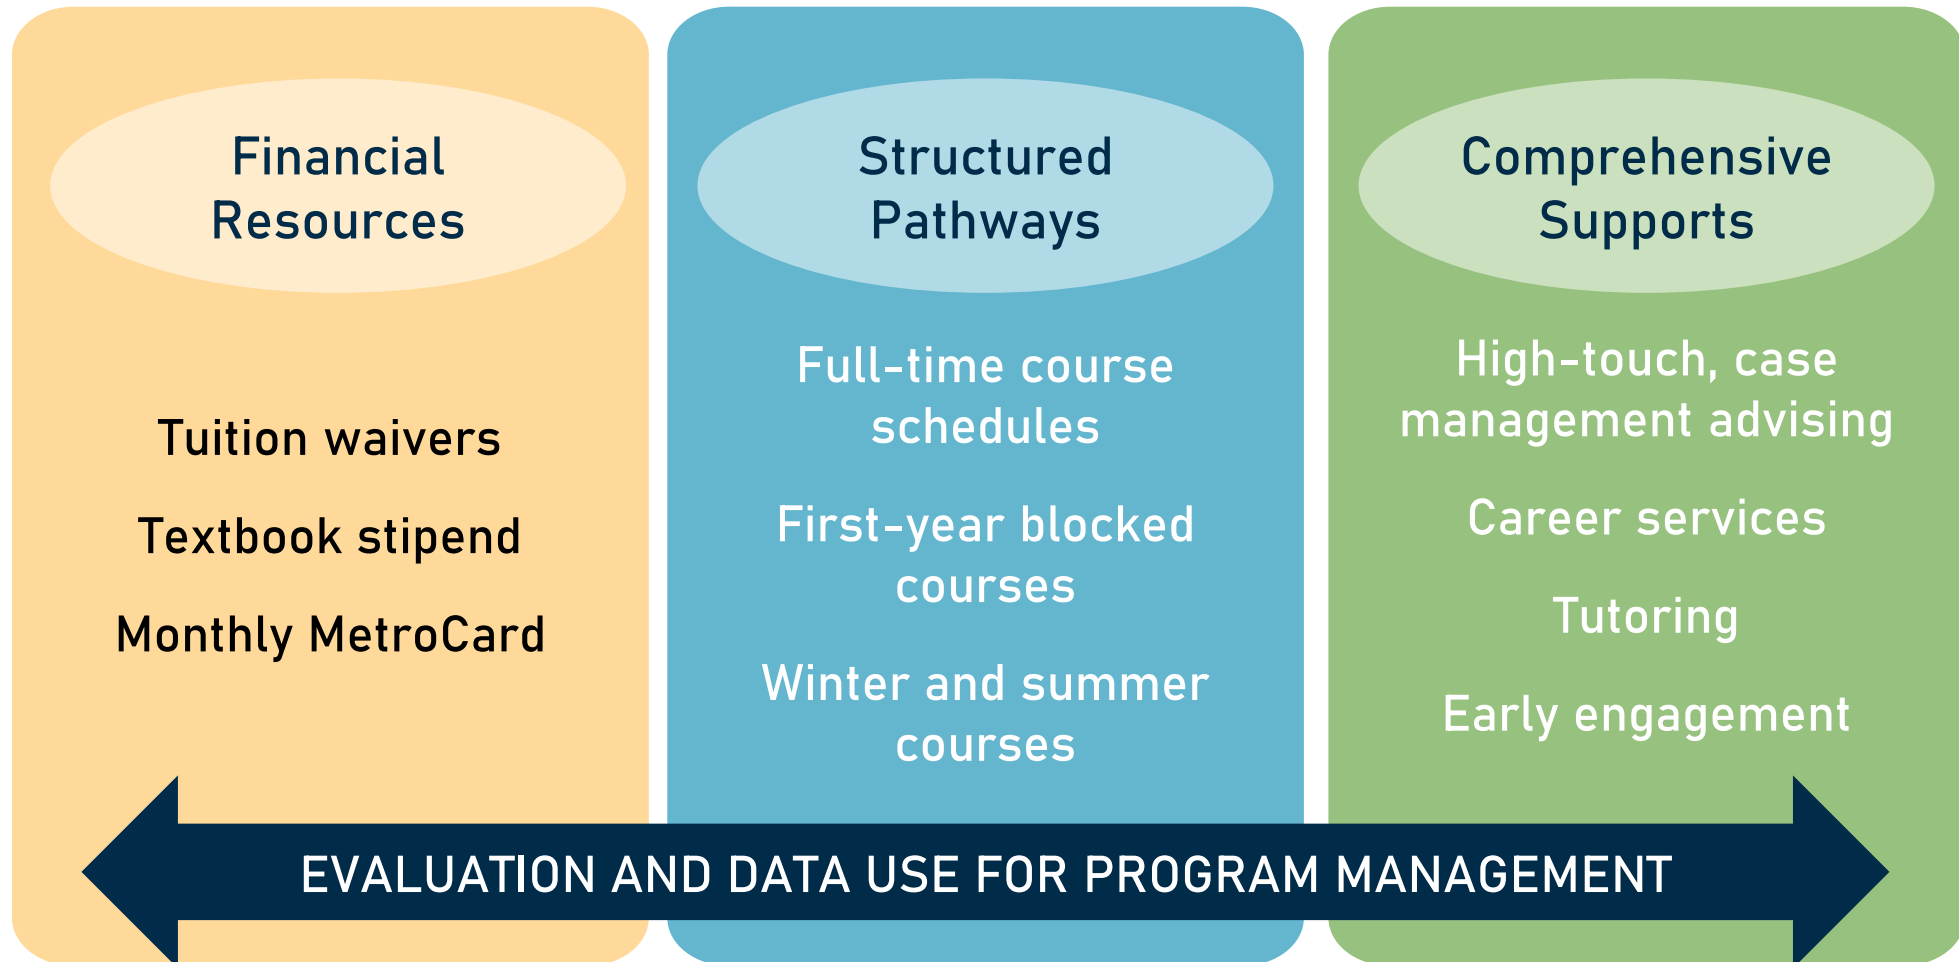 Financial
Resources
Tuition waivers
Textbook stipend
Monthly MetroCard
Structured
Pathways
Full-time course
schedules
First-year blocked
courses
Winter and summer
courses
Comprehensive
Supports
High-touch, case
management advising
Career services
Tutoring
Early engagement
EVALUATION AND DATA USE FOR PROGRAM MANAGEMENT